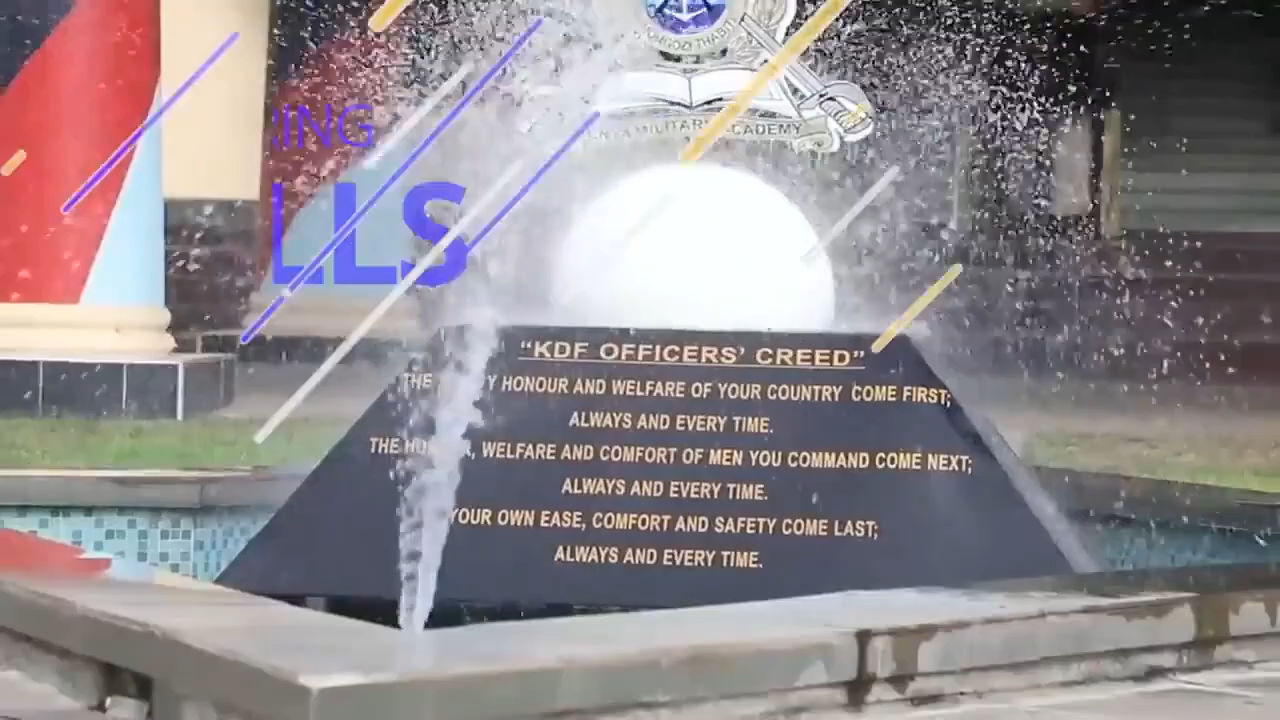 KENYA MILITARY ACADEMY
RING
LLS
“KDF OFFICERS’ CREED”
THE HONOUR AND WELFARE OF YOUR COUNTRY COME FIRST;
ALWAYS AND EVERY TIME.
THE WELFARE AND COMFORT OF MEN YOU COMMAND COME NEXT;
ALWAYS AND EVERY TIME.
YOUR OWN EASE, COMFORT AND SAFETY COME LAST;
ALWAYS AND EVERY TIME.